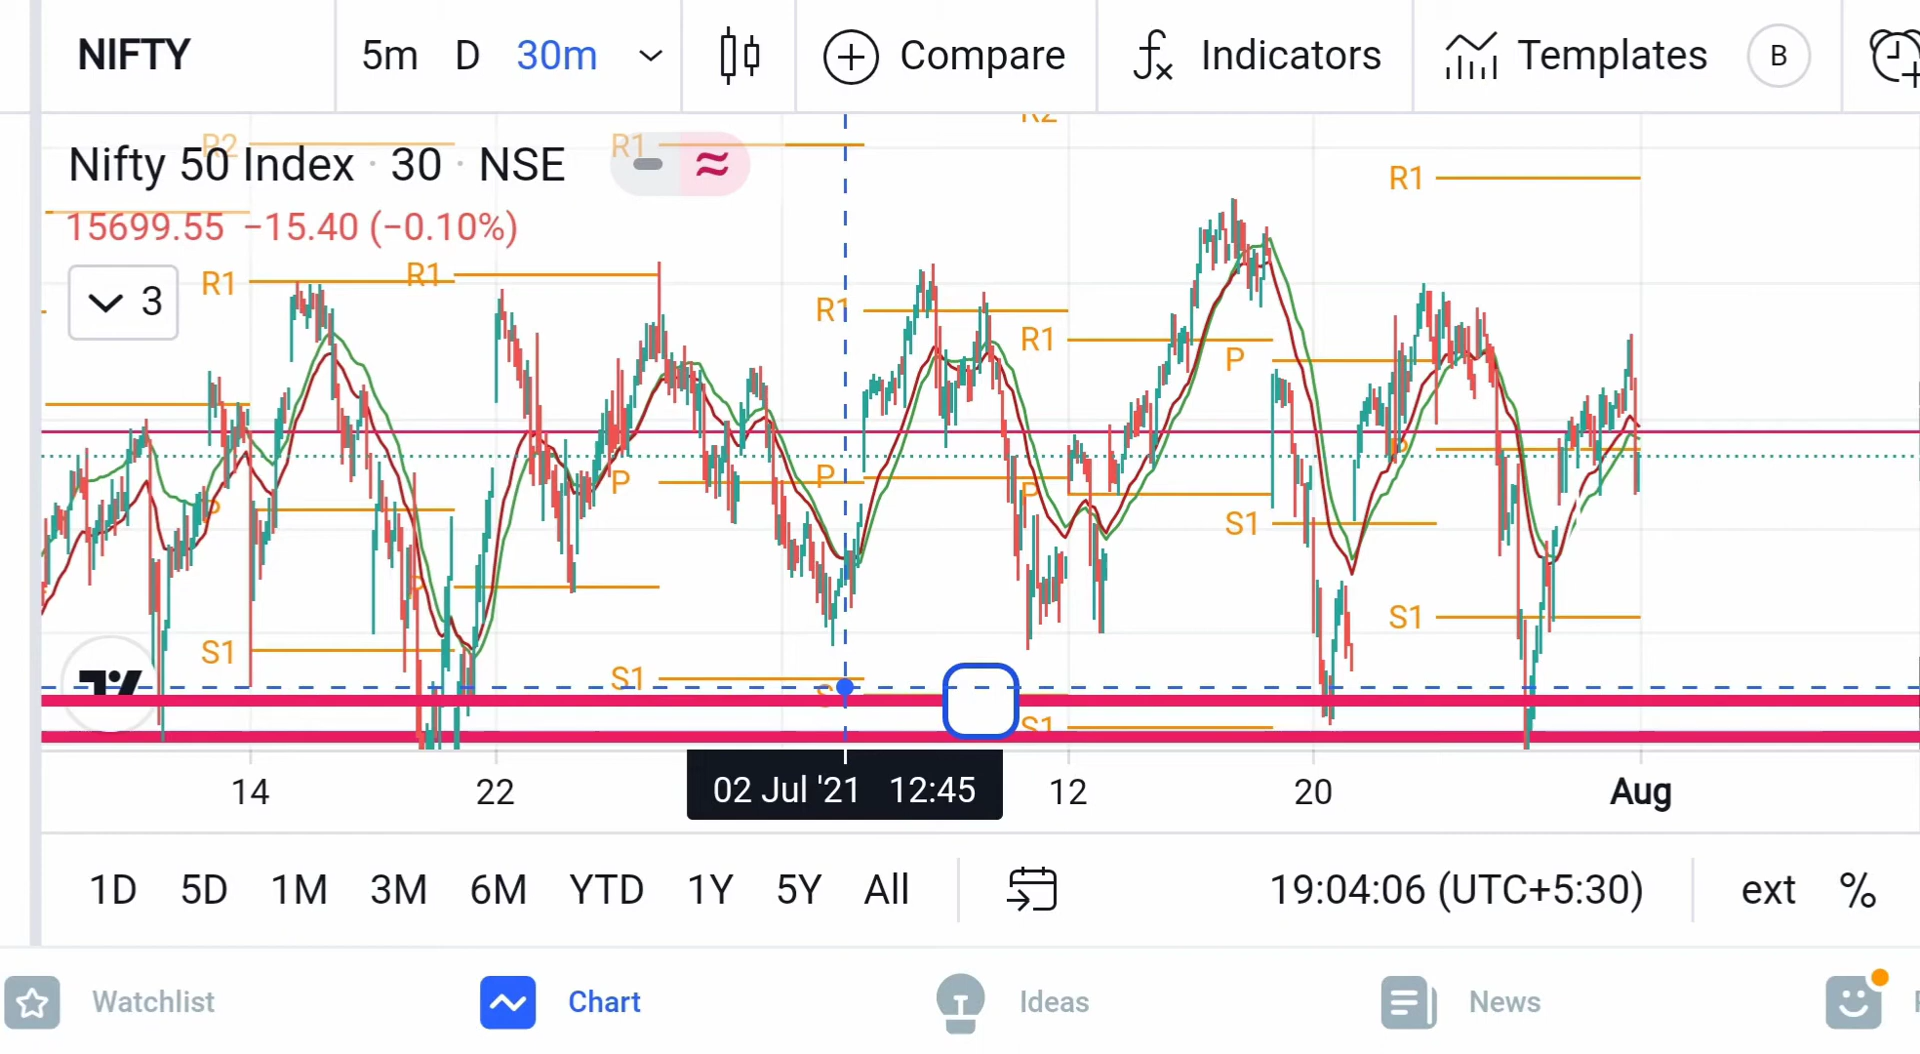 NIFTY 5m D 30m Compare Indicators Templates B
R2
R2 R1
Nifty 50 Index · 30 · NSE
R1
15699.55 −15.40 (−0.10%)
R1 R1
3
R1
R1
P
P
P P
P
P
S1
P
S1
S1
S1
S1
14 22 02 Jul '21 12:45 12 20 Aug
1D 5D 1M 3M 6M YTD 1Y 5Y All 19:04:06 (UTC+5:30) ext %
Watchlist Chart Ideas News